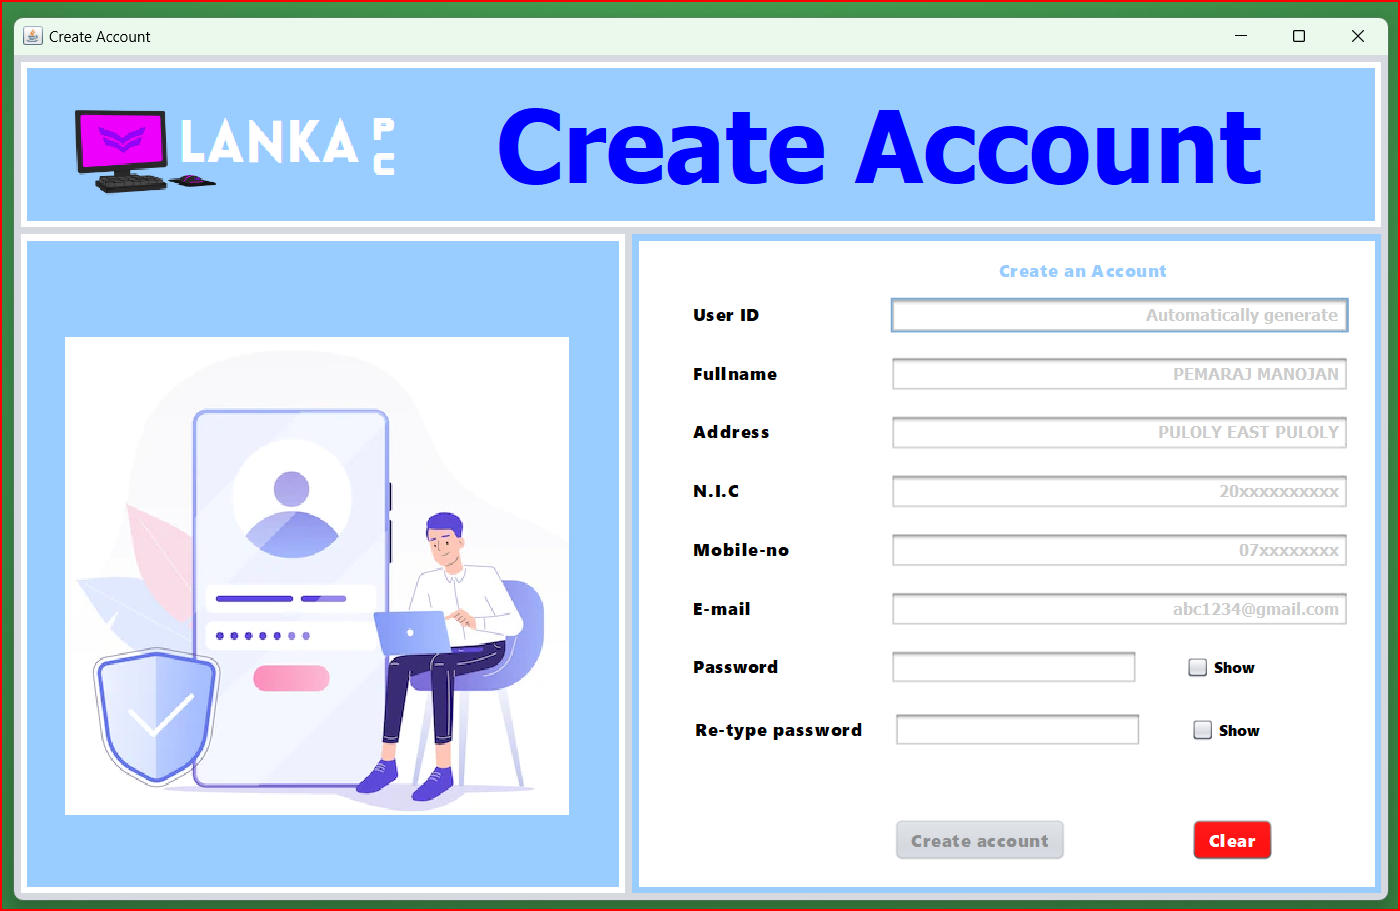 Create Account
LANKA PC
Create Account
Create an Account
User ID
Automatically generate
Fullname
PEMARAJ MANOJAN
Address
PULOLY EAST PULOLY
N.I.C
20xxxxxxxxxx
Mobile-no
07xxxxxxxx
E-mail
abc1234@gmail.com
Password
Show
Re-type password
Show
Create account
Clear